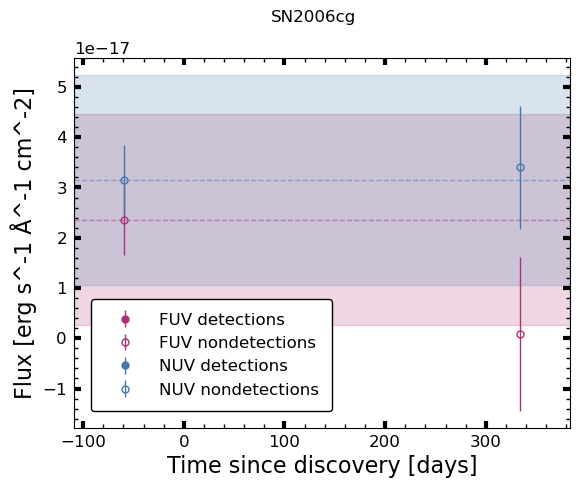 SN2006cg
1e−17
Flux [erg s^-1 Å^-1 cm^-2]
5
4
3
2
1
0
−1
FUV detections
FUV nondetections
NUV detections
NUV nondetections
−100 0 100 200 300
Time since discovery [days]